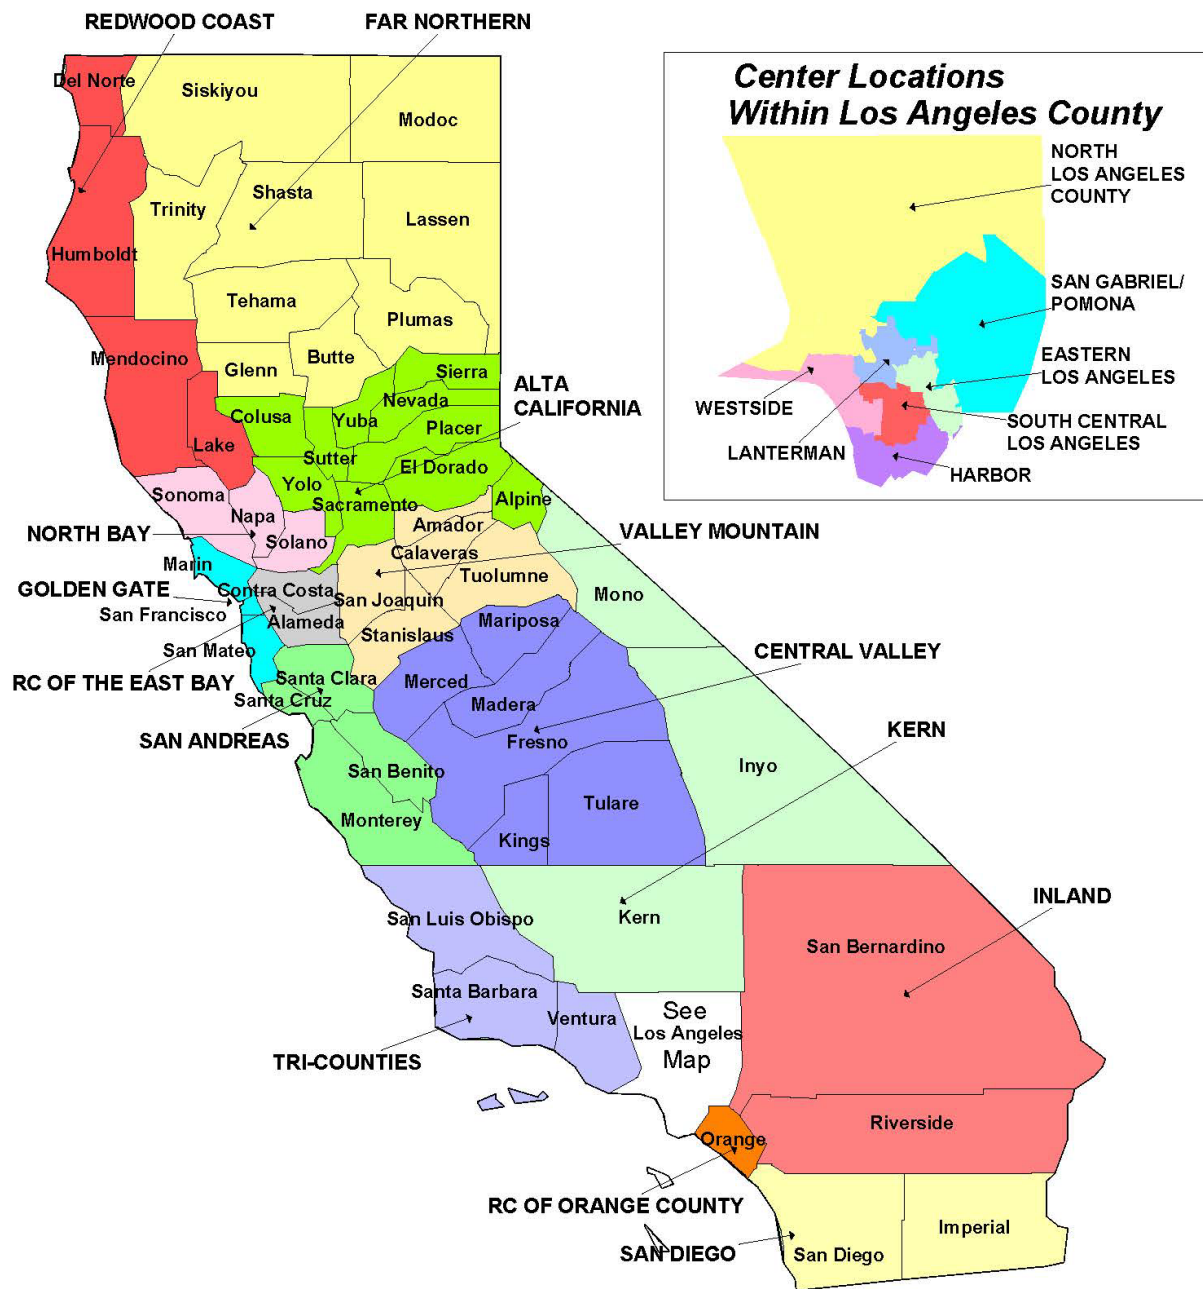 REDWOOD COAST
FAR NORTHERN
Del Norte
Siskiyou
Modoc
Shasta
Trinity
Lassen
Humboldt
Tehama
Plumas
Mendocino
Butte
Glenn
Sierra
Nevada
Colusa
Yuba
Placer
ALTA
CALIFORNIA
Lake
Sutter
El Dorado
Yolo
Sonoma
Sacramento
Alpine
Napa
Amador
NORTH BAY
Solano
VALLEY MOUNTAIN
Calaveras
Marin
Tuolumne
GOLDEN GATE
Contra Costa
San Joaquin
Mono
San Francisco
Alameda
Mariposa
Stanislaus
San Mateo
CENTRAL VALLEY
RC OF THE EAST BAY
Santa Clara
Merced
Santa Cruz
Madera
SAN ANDREAS
Fresno
KERN
San Benito
Inyo
Tulare
Monterey
Kings
INLAND
San Luis Obispo
Kern
San Bernardino
Santa Barbara
Ventura
See
Los Angeles
Map
TRI-COUNTIES
Riverside
Orange
RC OF ORANGE COUNTY
Imperial
SAN DIEGO
San Diego
Center Locations
Within Los Angeles County
NORTH
LOS ANGELES
COUNTY
SAN GABRIEL/
POMONA
EASTERN
LOS ANGELES
WESTSIDE
SOUTH CENTRAL
LOS ANGELES
LANTERMAN
HARBOR